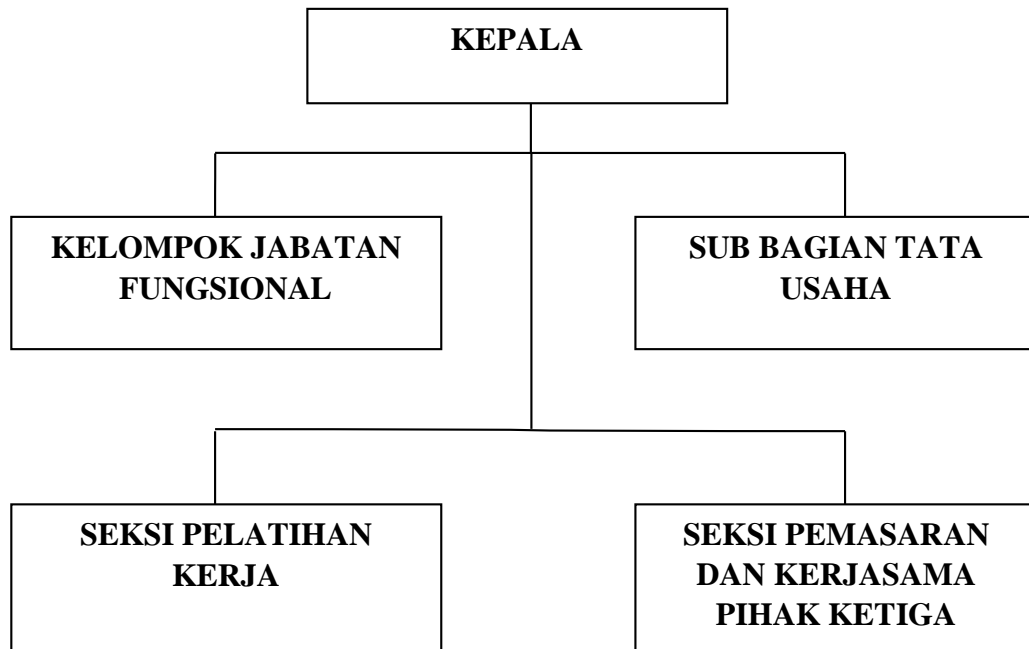 KEPALA
KELOMPOK JABATAN
FUNGSIONAL
SUB BAGIAN TATA
USAHA
SEKSI PELATIHAN
KERJA
SEKSI PEMASARAN
DAN KERJASAMA
PIHAK KETIGA